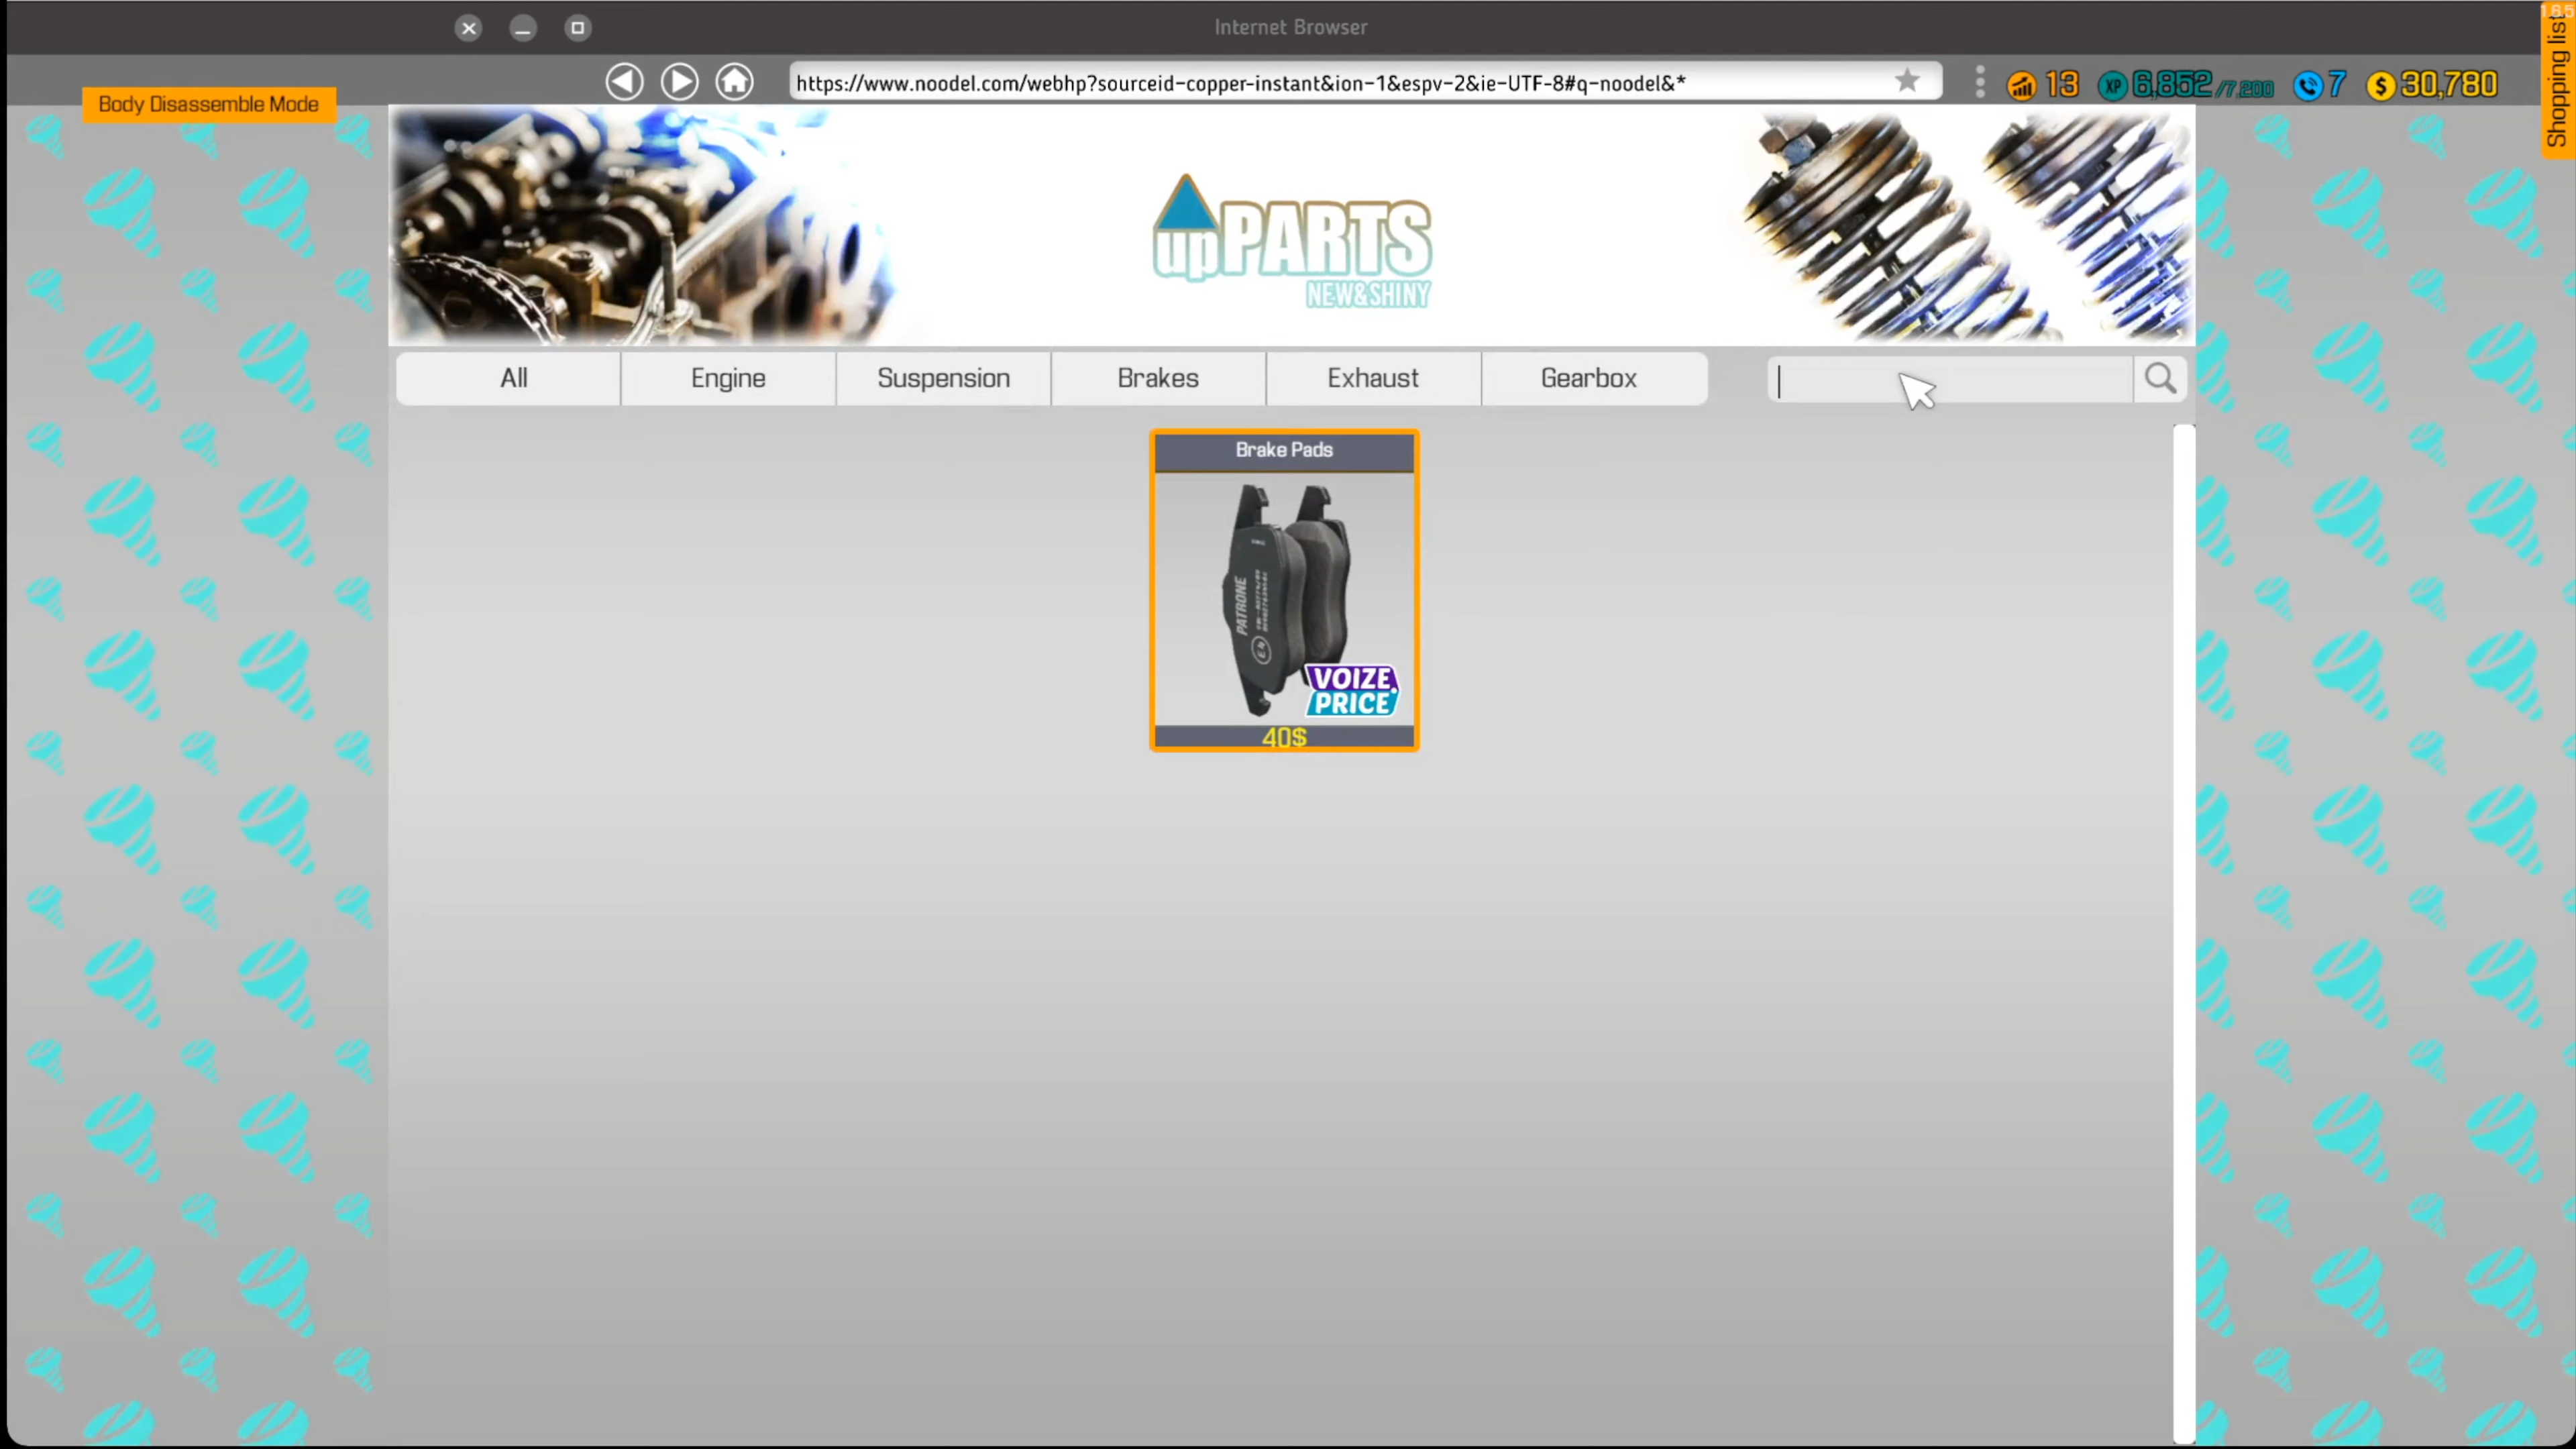 Internet Browser
165
Shopping list
https://www.noodel.com/webhp?sourceid-copper-instant&ion-1&espv-2&ie-UTF-8#q-noodel&*
13
XP 6,852/7,200
7
$ 30,780
Body Disassemble Mode
upPARTS
NEW&SHINY
All
Engine
Suspension
Brakes
Exhaust
Gearbox
Brake Pads
PATRONE
VOIZE.
PRICE
40$